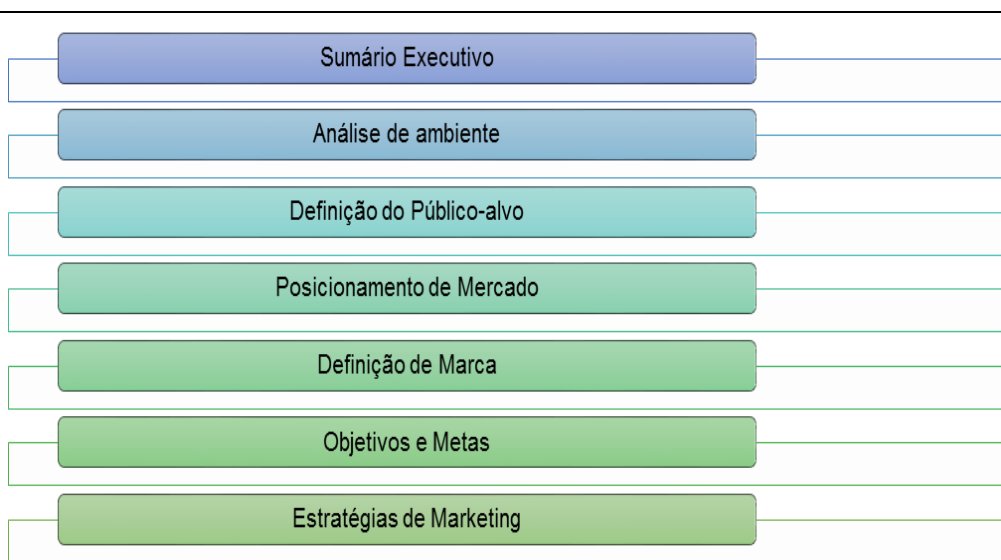 Sumário Executivo
Análise de ambiente
Definição do Público-alvo
Posicionamento de Mercado
Definição de Marca
Objetivos e Metas
Estratégias de Marketing